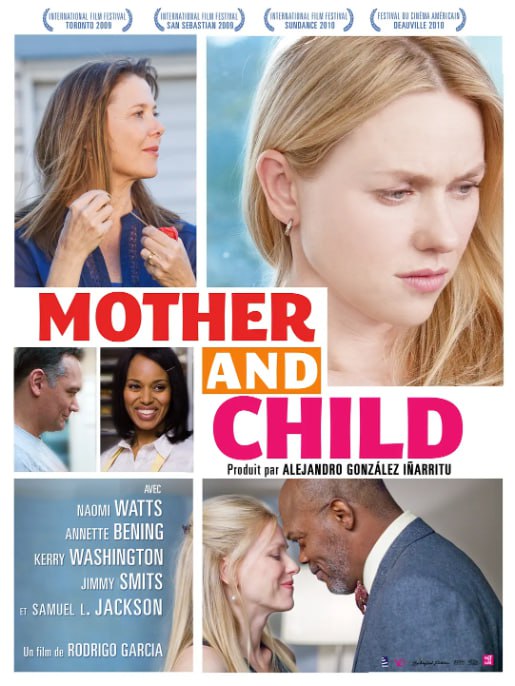 INTERNATIONAL FILM FESTIVAL
TORONTO 2009
INTERNATIONAL FILM FESTIVAL
SAN SEBASTIAN 2009
INTERNATIONAL FILM FESTIVAL
SUNDANCE 2010
FESTIVAL DU CINÉMA AMÉRICAIN
DEAUVILLE 2010
MOTHER
AND
CHILD
Produit par ALEJANDRO GONZÁLEZ IÑARRITU
AVEC
NAOMI WATTS
ANNETTE BENING
KERRY WASHINGTON
JIMMY SMITS
ET SAMUEL L. JACKSON
Un film de RODRIGO GARCIA